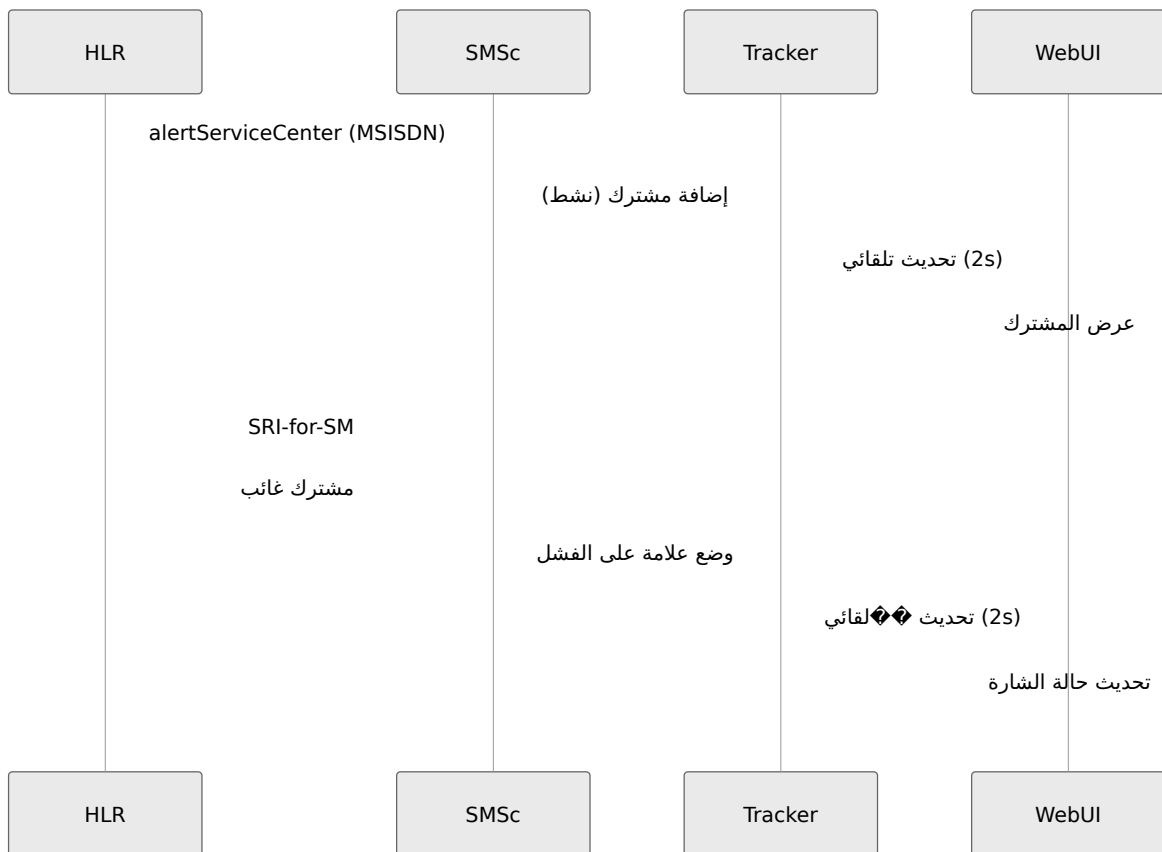 HLR
SMSc
Tracker
WebUI
alertServiceCenter (MSISDN)
إضافة مشترك (نشط)
تحديث تلقائي (2s)
عرض المشترك
SRI-for-SM
مشترك غائب
وضع علامة على الفشل
تحديث ��لقائي (2s)
تحديث حالة الشارة
HLR
SMSc
Tracker
WebUI